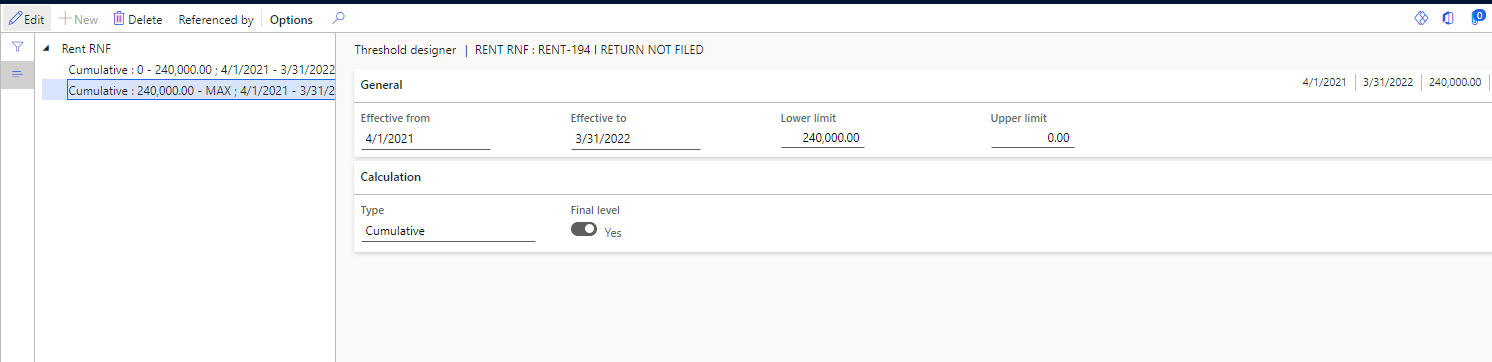 Edit New Delete Referenced by Options
0
Rent RNF
Cumulative : 0 - 240,000.00 ; 4/1/2021 - 3/31/2022
Cumulative : 240,000.00 - MAX ; 4/1/2021 - 3/31/2
Threshold designer | RENT RNF : RENT-194 I RETURN NOT FILED
General 4/1/2021 3/31/2022 240,000.00
Effective from Effective to Lower limit Upper limit
4/1/2021 3/31/2022 240,000.00 0.00
Calculation
Type Final level
Cumulative Yes